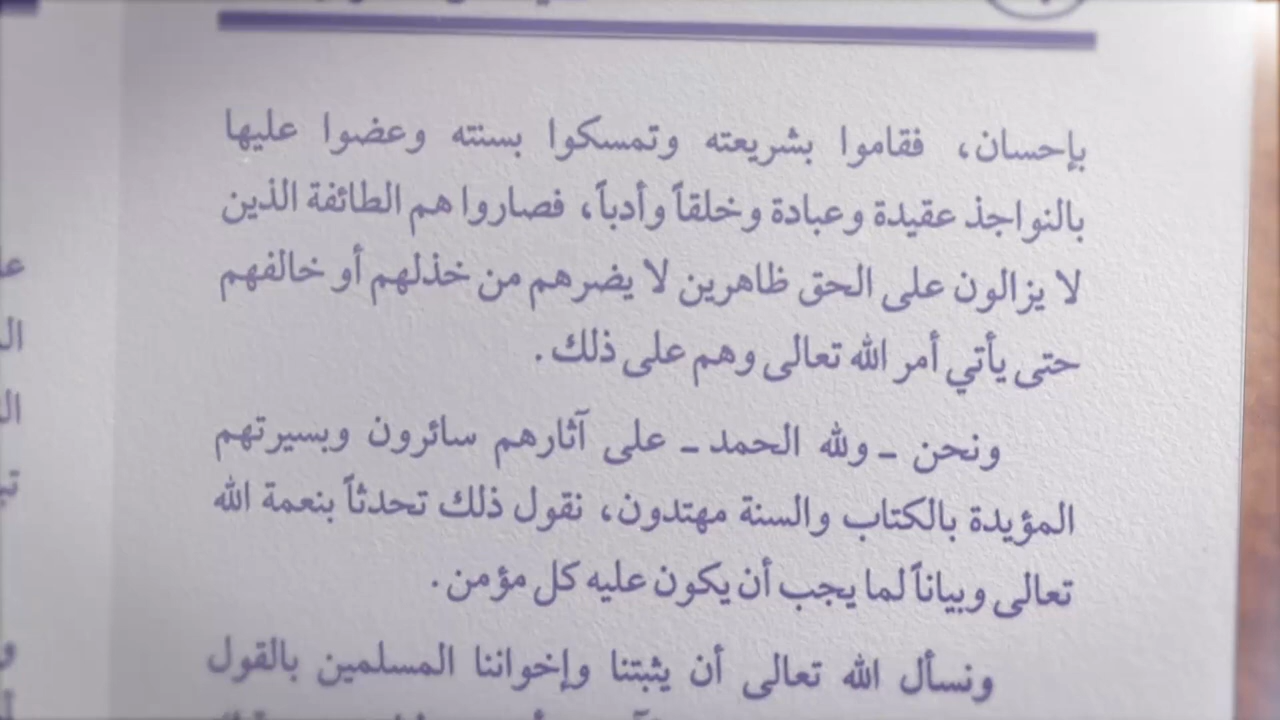 بإحسان، فقاموا بشريعته وتمسكوا بسنته وعضوا عليها
بالنواجذ عقيدة وعبادة وخلقاً وأدباً، فصاروا هم الطائفة الذين
لا يزالون على الحق ظاهرين لا يضرهم من خذلهم أو خالفهم
حتى يأتي أمر الله تعالى وهم على ذلك.
ونحن ـ ولله الحمد ـ على آثارهم سائرون وبسيرتهم
المؤيدة بالكتاب والسنة مهتدون، نقول ذلك تحدثاً بنعمة الله
تعالى وبياناً لما يجب أن يكون عليه كل مؤمن.
ونسأل الله تعالى أن يثبتنا وإخواننا المسلمين بالقول